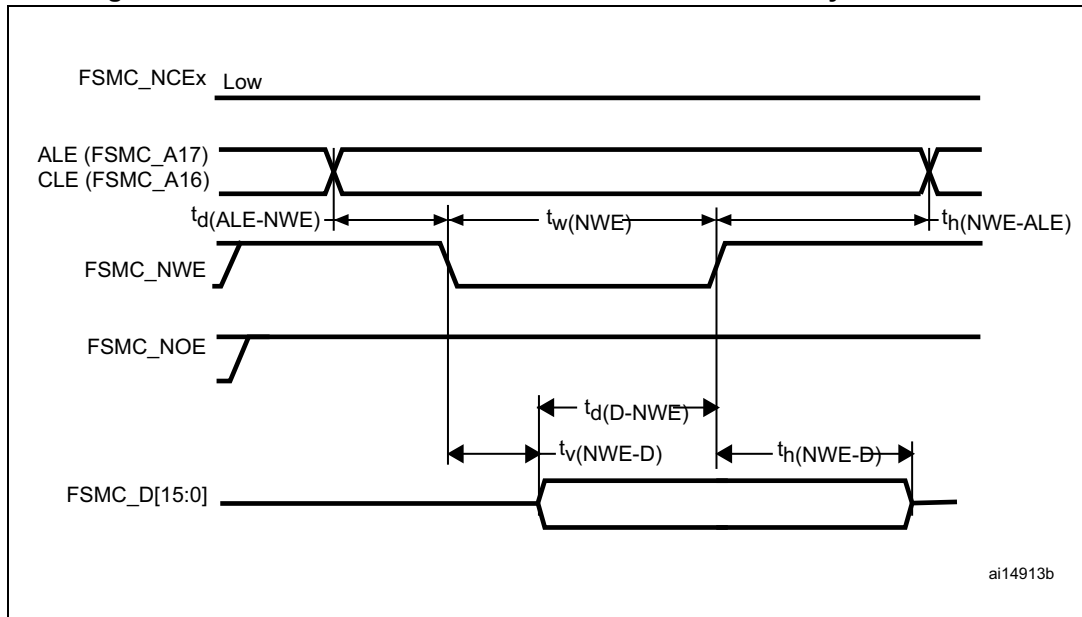 FSMC_NCEx Low
ALE (FSMC_A17)
CLE (FSMC_A16)
td(ALE-NWE) tw(NWE) th(NWE-ALE)
FSMC_NWE
FSMC_NOE
td(D-NWE)
tv(NWE-D) th(NWE-D)
FSMC_D[15:0]
ai14913b